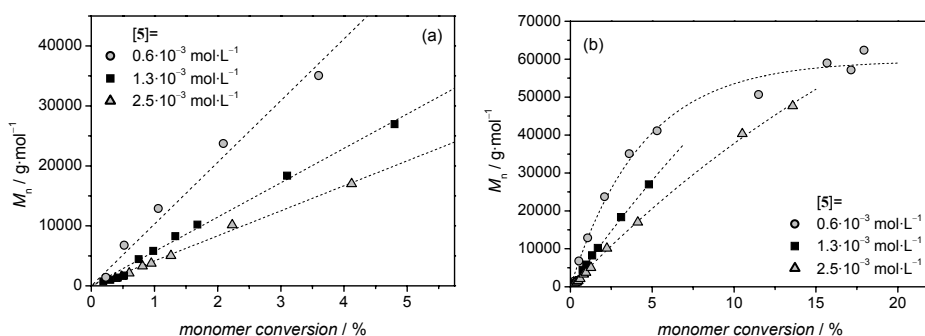 (a)
[5]=
0.6·10⁻³ mol·L⁻¹
1.3·10⁻³ mol·L⁻¹
2.5·10⁻³ mol·L⁻¹
40000
30000
20000
10000
0
Mₙ / g·mol⁻¹
0 1 2 3 4 5
monomer conversion / %
(b)
70000
60000
50000
40000
30000
20000
10000
0
Mₙ / g·mol⁻¹
[5]=
0.6·10⁻³ mol·L⁻¹
1.3·10⁻³ mol·L⁻¹
2.5·10⁻³ mol·L⁻¹
0 5 10 15 20
monomer conversion / %